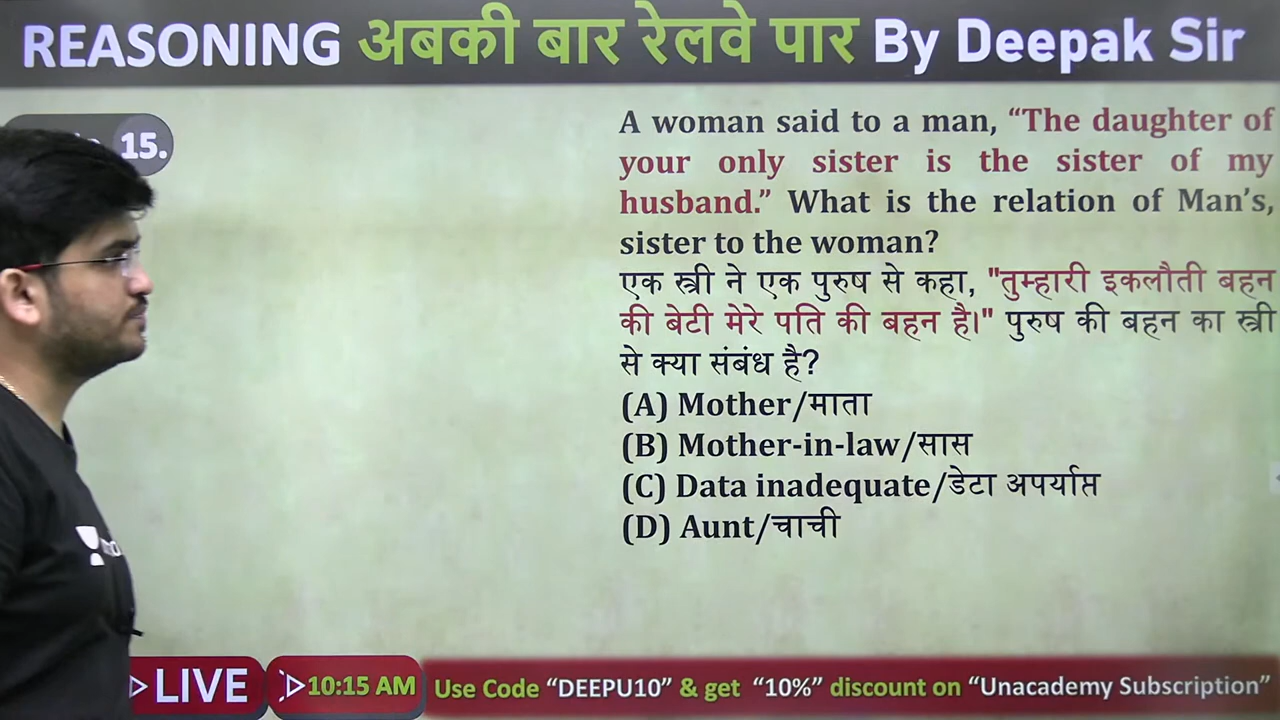 REASONING अबकी बार रेलवे पार By Deepak Sir
15.
A woman said to a man, “The daughter of
your only sister is the sister of my
husband.” What is the relation of Man’s,
sister to the woman?
एक स्त्री ने एक पुरुष से कहा, "तुम्हारी इकलौती बहन
की बेटी मेरे पति की बहन है।" पुरुष की बहन का स्त्री
से क्या संबंध है?
(A) Mother/माता
(B) Mother-in-law/सास
(C) Data inadequate/डेटा अपर्याप्त
(D) Aunt/चाची
LIVE
10:15 AM
Use Code “DEEPU10” & get “10%” discount on “Unacademy Subscription”